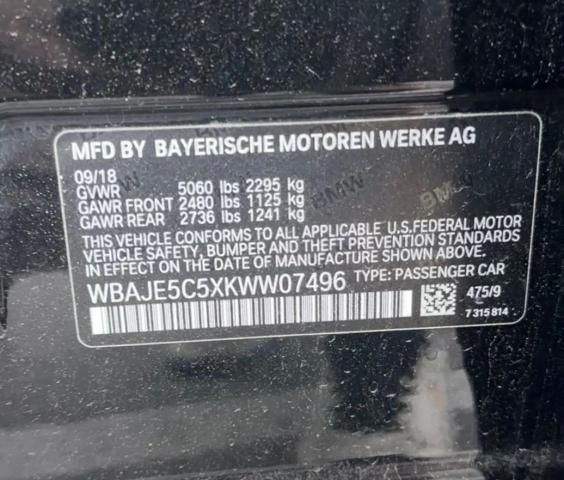 MFD BY BAYERISCHE MOTOREN WERKE AG
09/18
GVWR 5060 lbs 2295 kg
GAWR FRONT 2480 lbs 1125 kg
GAWR REAR 2736 lbs 1241 kg
THIS VEHICLE CONFORMS TO ALL APPLICABLE U.S.FEDERAL MOTOR
VEHICLE SAFETY, BUMPER AND THEFT PREVENTION STANDARDS
IN EFFECT ON THE DATE OF MANUFACTURE SHOWN ABOVE.
WBAJE5C5XKWW07496 TYPE: PASSENGER CAR
475/9
7 315 814
BMW
BMW